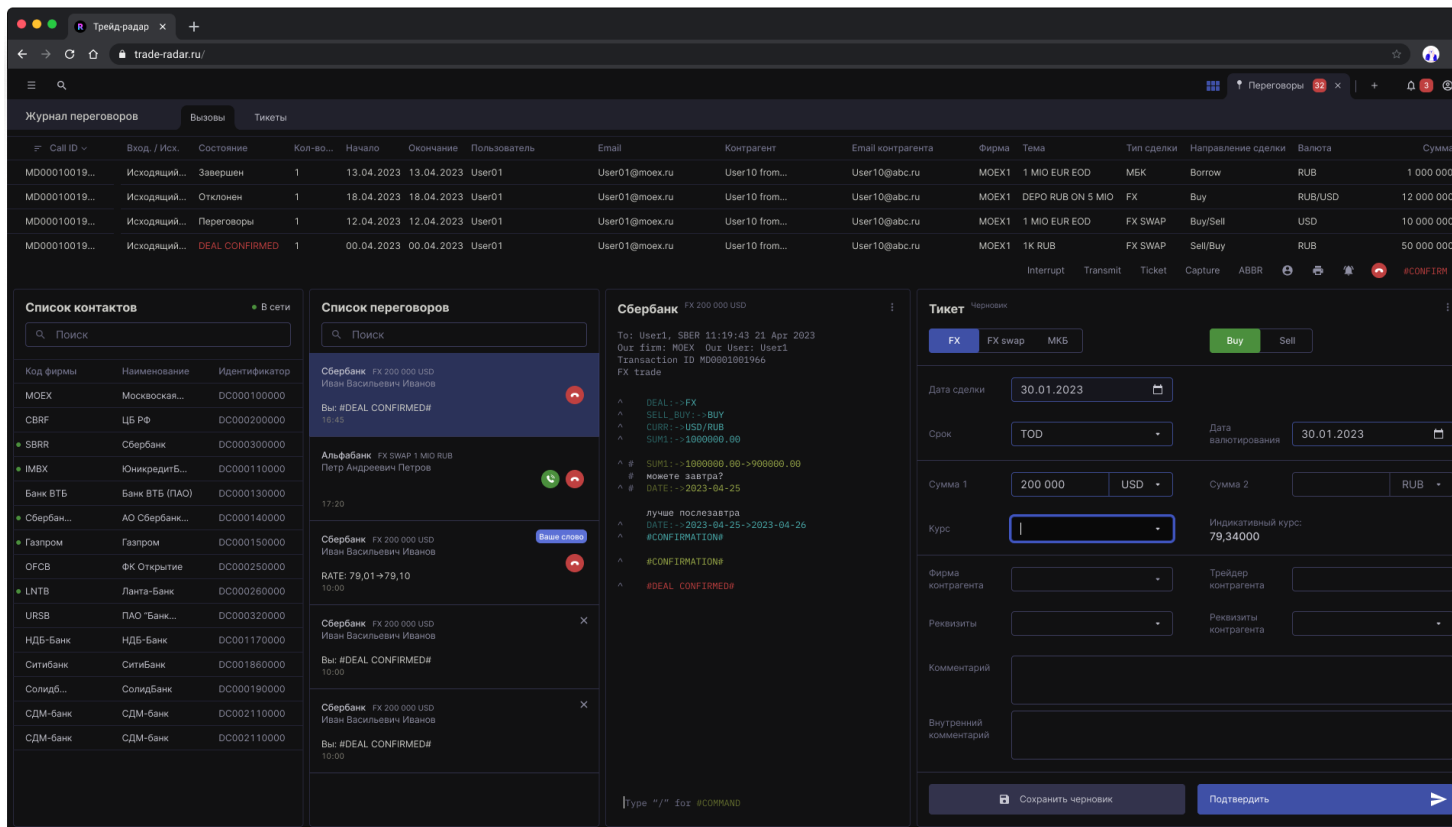 R Трейд-радар
trade-radar.ru/
Переговоры 32 3
Журнал переговоров Вызовы Тикеты
Call ID Вход. / Исх. Состояние Кол-во... Начало Окончание Пользователь Email Контрагент Email контрагента Фирма Тема Тип сделки Направление сделки Валюта Сумма
MD00010019... Исходящий... Завершен 1 13.04.2023 13.04.2023 User01 User01@moex.ru User10 from... User10@abc.ru MOEX1 1 MIO EUR EOD МБК Borrow RUB 1 000 000
MD00010019... Исходящий... Отклонен 1 18.04.2023 18.04.2023 User01 User01@moex.ru User10 from... User10@abc.ru MOEX1 DEPO RUB ON 5 MIO FX Buy RUB/USD 12 000 000
MD00010019... Исходящий... Переговоры 1 12.04.2023 12.04.2023 User01 User01@moex.ru User10 from... User10@abc.ru MOEX1 1 MIO EUR EOD FX SWAP Buy/Sell USD 10 000 000
MD00010019... Исходящий... DEAL CONFIRMED 1 00.04.2023 00.04.2023 User01 User01@moex.ru User10 from... User10@abc.ru MOEX1 1K RUB FX SWAP Sell/Buy RUB 50 000 000
Interrupt Transmit Ticket Capture ABBR #CONFIRM
Список контактов В сети
Поиск
Код фирмы Наименование Идентификатор
MOEX Москвоская... DC000100000
CBRF ЦБ РФ DC000200000
SBRR Сбербанк DC000300000
IMBX ЮникредитБ... DC000110000
Банк ВТБ Банк ВТБ (ПАО) DC000130000
Сбербан... АО Сбербанк... DC000140000
Газпром Газпром DC000150000
OFCB ФК Открытие DC000250000
LNTB Ланта-Банк DC000260000
URSB ПАО "Банк... DC000320000
НДБ-Банк НДБ-Банк DC001170000
Ситибанк СитиБанк DC001860000
Солидб... СолидБанк DC000190000
СДМ-банк СДМ-банк DC002110000
СДМ-банк СДМ-банк DC002110000
Список переговоров
Поиск
Сбербанк FX 200 000 USD
Иван Васильевич Иванов
Вы: #DEAL CONFIRMED#
16:45
Альфабанк FX SWAP 1 MIO RUB
Петр Андреевич Петров
17:20
Сбербанк FX 200 000 USD Ваше слово
Иван Васильевич Иванов
RATE: 79,01→79,10
10:00
Сбербанк FX 200 000 USD
Иван Васильевич Иванов
Вы: #DEAL CONFIRMED#
10:00
Сбербанк FX 200 000 USD
Иван Васильевич Иванов
Вы: #DEAL CONFIRMED#
10:00
Сбербанк FX 200 000 USD
To: User1, SBER 11:19:43 21 Apr 2023
Our firm: MOEX Our User: User1
Transaction ID MD0001001966
FX trade
^ DEAL:->FX
^ SELL_BUY:->BUY
^ CURR:->USD/RUB
^ SUM1:->1000000.00
^ # SUM1:->1000000.00->900000.00
# можете завтра?
^ # DATE:->2023-04-25
лучше послезавтра
^ DATE:->2023-04-25->2023-04-26
^ #CONFIRMATION#
^ #CONFIRMATION#
^ #DEAL CONFIRMED#
Type "/" for #COMMAND
Тикет Черновик
FX FX swap МКБ Buy Sell
Дата сделки 30.01.2023
Срок TOD Дата валютирования 30.01.2023
Сумма 1 200 000 USD Сумма 2 RUB
Курс Индикативный курс:
79,34000
Фирма контрагента Трейдер контрагента
Реквизиты Реквизиты контрагента
Комментарий
Внутренний комментарий
Сохранить черновик Подтвердить